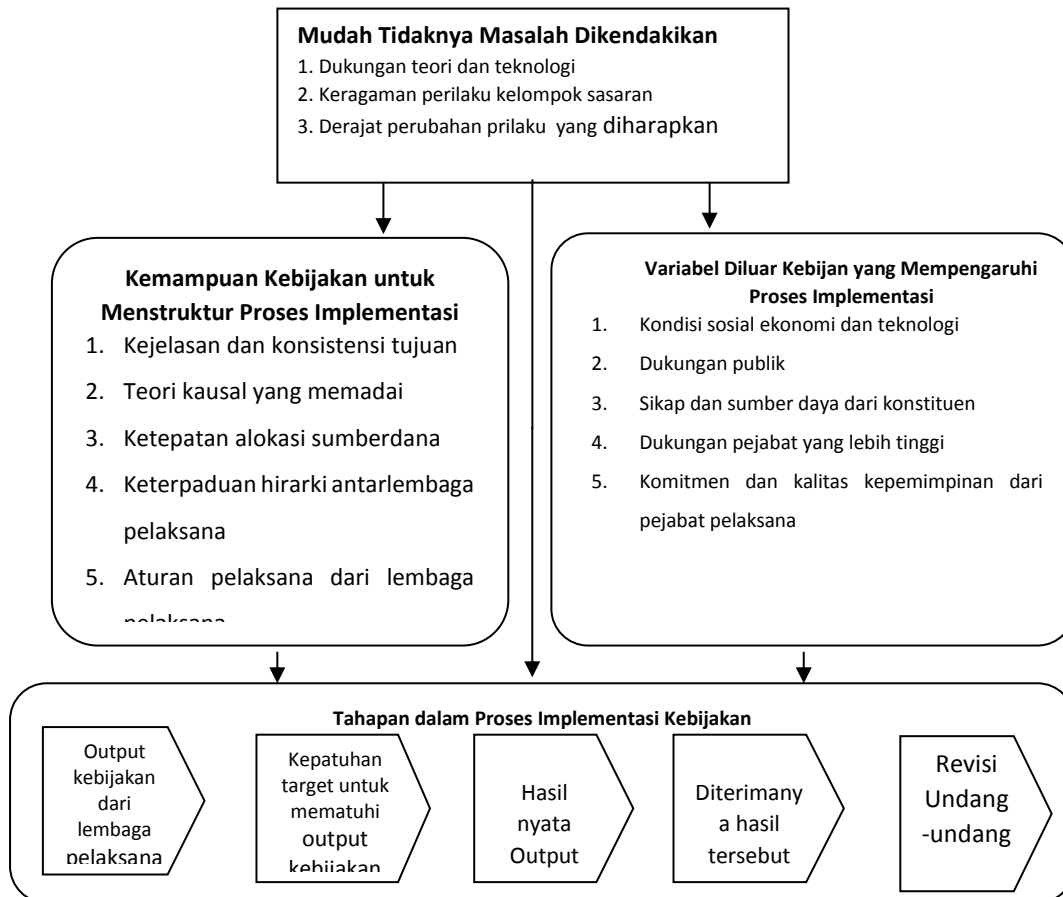 Mudah Tidaknya Masalah Dikendakikan
1. Dukungan teori dan teknologi
2. Keragaman perilaku kelompok sasaran
3. Derajat perubahan prilaku yang diharapkan
Kemampuan Kebijakan untuk
Menstruktur Proses Implementasi
1. Kejelasan dan konsistensi tujuan
2. Teori kausal yang memadai
3. Ketepatan alokasi sumberdana
4. Keterpaduan hirarki antarlembaga
pelaksana
5. Aturan pelaksana dari lembaga
pelaksana
Variabel Diluar Kebijan yang Mempengaruhi
Proses Implementasi
1. Kondisi sosial ekonomi dan teknologi
2. Dukungan publik
3. Sikap dan sumber daya dari konstituen
4. Dukungan pejabat yang lebih tinggi
5. Komitmen dan kualitas kepemimpinan dari
pejabat pelaksana
Tahapan dalam Proses Implementasi Kebijakan
Output
kebijakan
dari
lembaga
pelaksana
Kepatuhan
target untuk
mematuhi
output
kebijakan
Hasil
nyata
Output
Diterimany
a hasil
tersebut
Revisi
Undang
-undang